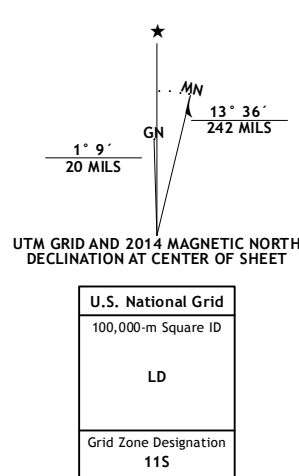 ★
MN
GN
13° 36´
242 MILS
1° 9´
20 MILS
UTM GRID AND 2014 MAGNETIC NORTH
DECLINATION AT CENTER OF SHEET
U.S. National Grid
100,000-m Square ID
LD
Grid Zone Designation
11S